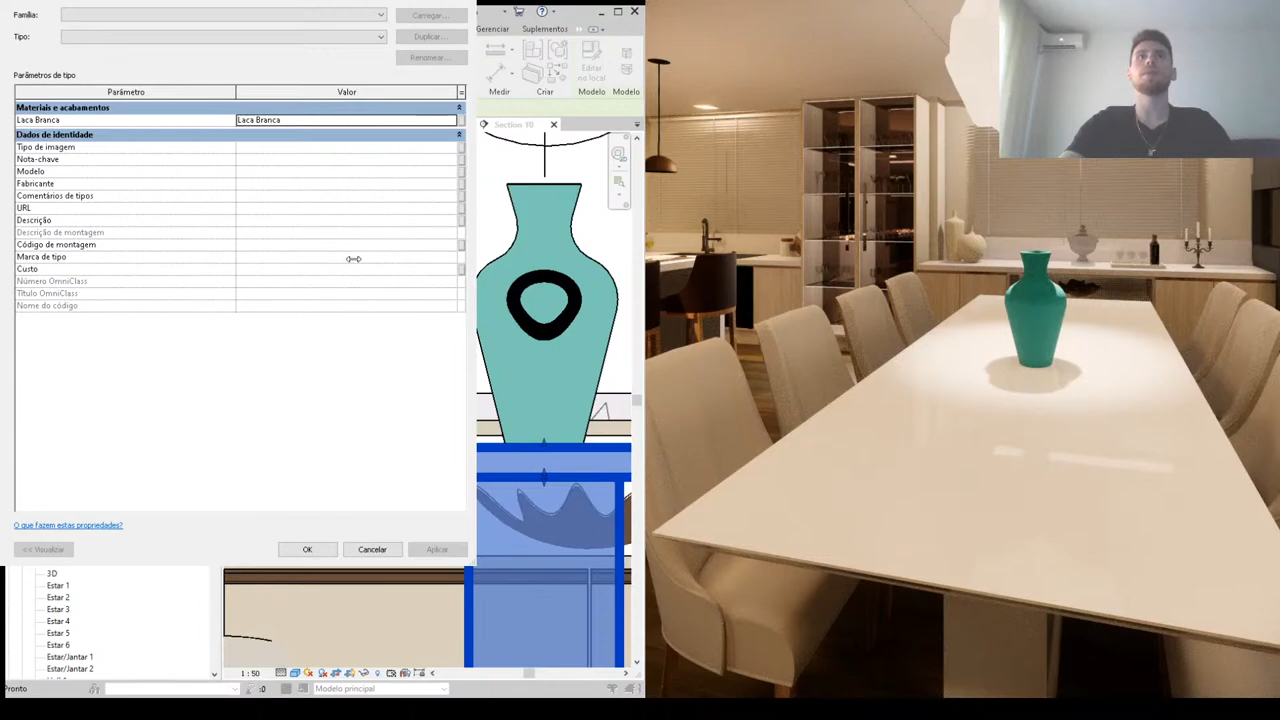 Família:
Carregar...
Tipo:
Duplicar...
Renomear...
Parâmetros de tipo
Parâmetro Valor =
Materiais e acabamentos
Laca Branca Laca Branca
Dados de identidade
Tipo de imagem
Nota-chave
Modelo
Fabricante
Comentários de tipos
URL
Descrição
Descrição de montagem
Código de montagem
Marca de tipo
Custo
Número OmniClass
Título OmniClass
Nome do código
O que fazem estas propriedades?
<< Visualizar OK Cancelar Aplicar
Gerenciar Suplementos
Editar
no local
Medir Criar Modelo Modelo
Section 10
3D
Estar 1
Estar 2
Estar 3
Estar 4
Estar 5
Estar 6
Estar/Jantar 1
Estar/Jantar 2
1 : 50
Pronto :0 Modelo principal